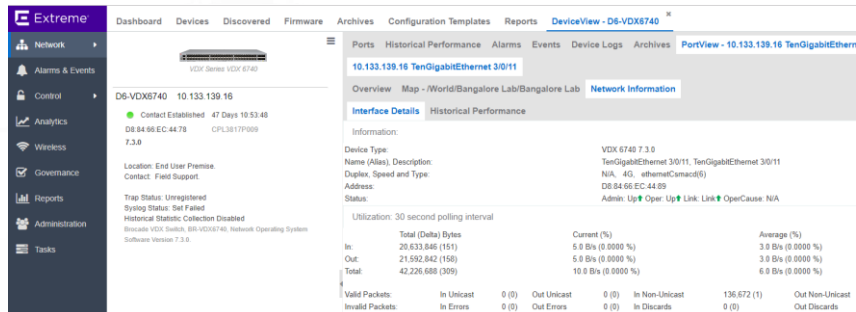 Extreme
Dashboard Devices Discovered Firmware Archives Configuration Templates Reports DeviceView - D6-VDX6740 ×
Network
Alarms & Events
Control
Analytics
Wireless
Governance
Reports
Administration
Tasks
VDX Series VDX 6740
D6-VDX6740 10.133.139.16
Contact Established 47 Days 10:53:48
D8:84:66:EC:44:78 CPL3817P009
7.3.0
Location: End User Premise.
Contact: Field Support.
Trap Status: Unregistered
Syslog Status: Set Failed
Historical Statistic Collection Disabled
Brocade VDX Switch, BR-VDX6740, Network Operating System
Software Version 7.3.0.
Ports Historical Performance Alarms Events Device Logs Archives PortView - 10.133.139.16 TenGigabitEthern
10.133.139.16 TenGigabitEthernet 3/0/11
Overview Map - /World/Bangalore Lab/Bangalore Lab Network Information
Interface Details Historical Performance
Information:
Device Type: VDX 6740 7.3.0
Name (Alias), Description: TenGigabitEthernet 3/0/11, TenGigabitEthernet 3/0/11
Duplex, Speed and Type: N/A, 4G, ethernetCsmacd(6)
Address: D8:84:66:EC:44:89
Status: Admin: Up Oper: Up Link: Link OperCause: N/A
Utilization: 30 second polling interval
Total (Delta) Bytes Current (%) Average (%)
In: 20,633,846 (151) 5.0 B/s (0.0000 %) 3.0 B/s (0.0000 %)
Out: 21,592,842 (158) 5.0 B/s (0.0000 %) 3.0 B/s (0.0000 %)
Total: 42,226,688 (309) 10.0 B/s (0.0000 %) 6.0 B/s (0.0000 %)
Valid Packets: In Unicast 0 (0) Out Unicast 0 (0) In Non-Unicast 136,672 (1) Out Non-Unicast
Invalid Packets: In Errors 0 (0) Out Errors 0 (0) In Discards 0 (0) Out Discards